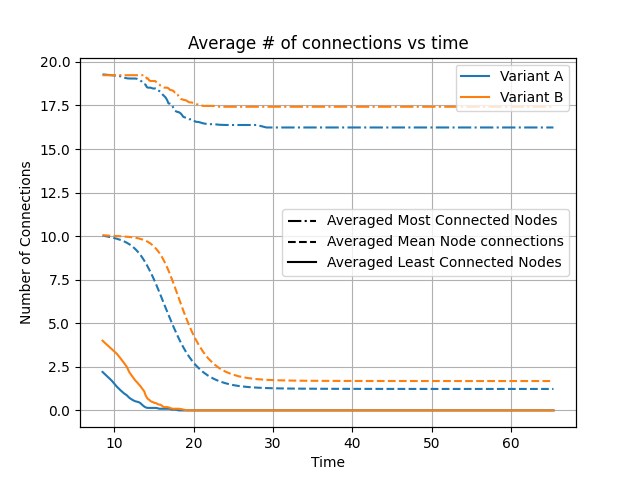 Average # of connections vs time
Number of Connections
20.0
17.5
15.0
12.5
10.0
7.5
5.0
2.5
0.0
Variant A
Variant B
Averaged Most Connected Nodes
Averaged Mean Node connections
Averaged Least Connected Nodes
10 20 30 40 50 60
Time